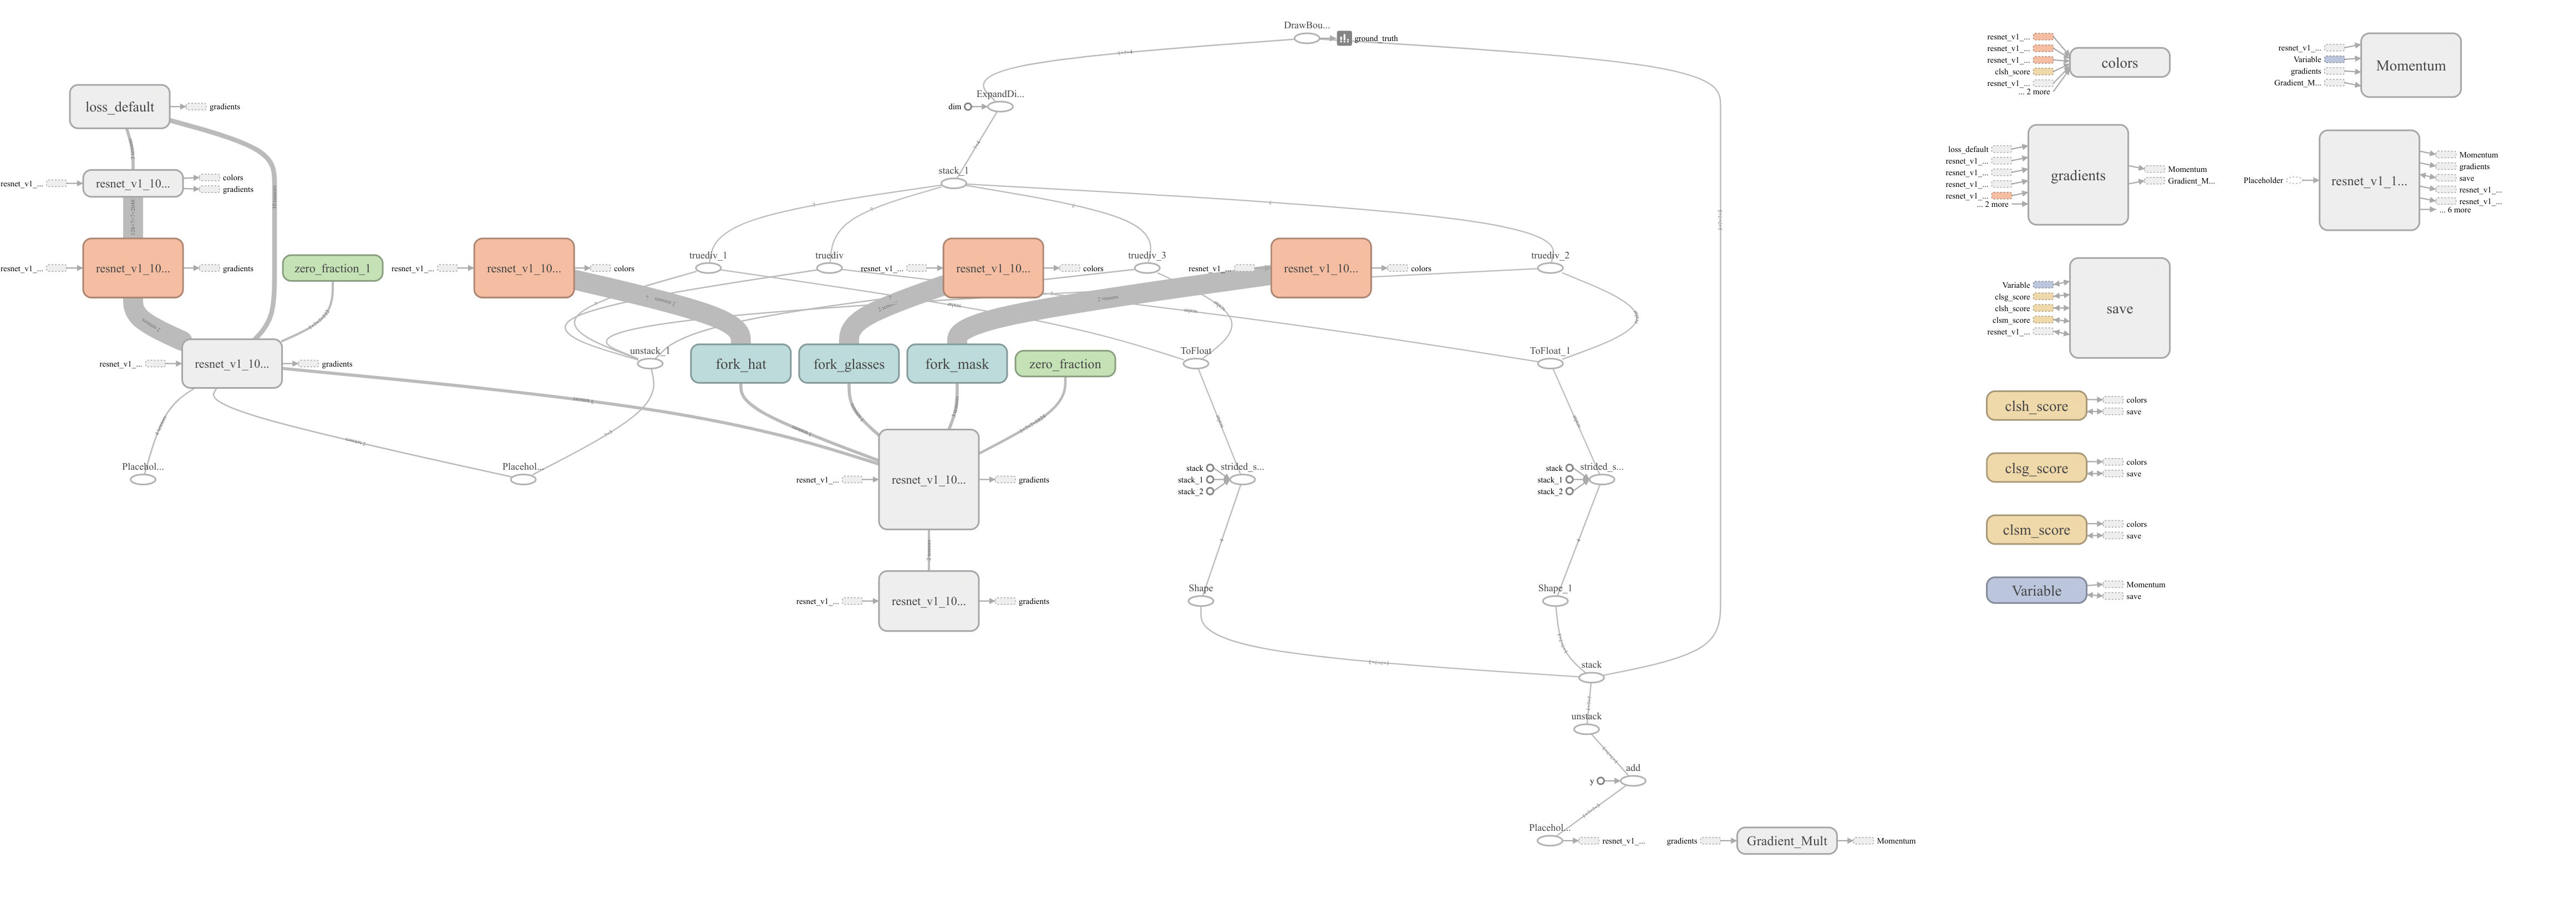 DrawBou...
ground_truth
ExpandDi...
dim
stack_1
loss_default
gradients
resnet_v1_...
resnet_v1_10...
colors
gradients
resnet_v1_...
resnet_v1_10...
gradients
zero_fraction_1
resnet_v1_...
resnet_v1_10...
colors
truediv_1
truediv
resnet_v1_...
resnet_v1_10...
colors
truediv_3
resnet_v1_...
resnet_v1_10...
colors
truediv_2
resnet_v1_...
resnet_v1_10...
gradients
unstack_1
fork_hat
fork_glasses
fork_mask
zero_fraction
ToFloat
ToFloat_1
Placehol...
Placehol...
resnet_v1_...
resnet_v1_10...
gradients
stack
stack_1
stack_2
strided_s...
stack
stack_1
stack_2
strided_s...
resnet_v1_...
resnet_v1_10...
gradients
Shape
Shape_1
stack
unstack
add
y
Placehol...
resnet_v1_...
gradients
Gradient_Mult
Momentum
resnet_v1_...
resnet_v1_...
resnet_v1_...
clsh_score
resnet_v1_...
... 2 more
colors
resnet_v1_...
Variable
gradients
Gradient_M...
Momentum
loss_default
resnet_v1_...
resnet_v1_...
resnet_v1_...
resnet_v1_...
... 2 more
gradients
Momentum
Gradient_M...
Placeholder
resnet_v1_1...
Momentum
gradients
save
resnet_v1_...
resnet_v1_...
... 6 more
Variable
clsg_score
clsh_score
clsm_score
resnet_v1_...
save
clsh_score
colors
save
clsg_score
colors
save
clsm_score
colors
save
Variable
Momentum
save